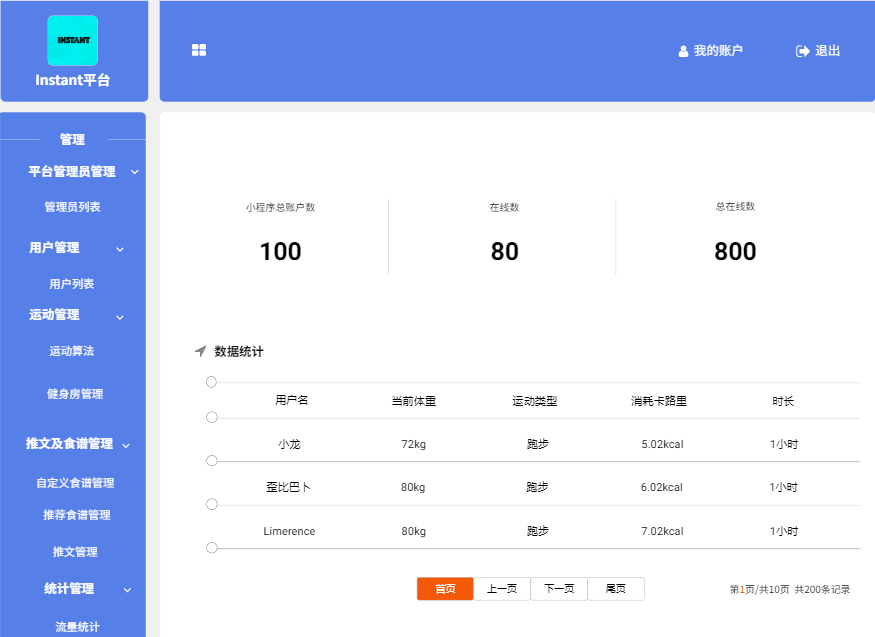 INSTANT
Instant平台
我的账户 退出
管理
平台管理员管理
管理员列表
用户管理
用户列表
运动管理
运动算法
健身房管理
推文及食谱管理
自定义食谱管理
推荐食谱管理
推文管理
统计管理
流量统计
小程序总账户数 在线数 总在线数
100 80 800
数据统计
用户名 当前体重 运动类型 消耗卡路里 时长
小龙 72kg 跑步 5.02kcal 1小时
歪比巴卜 80kg 跑步 6.02kcal 1小时
Limerence 80kg 跑步 7.02kcal 1小时
首页 上一页 下一页 尾页 第1页/共10页 共200条记录